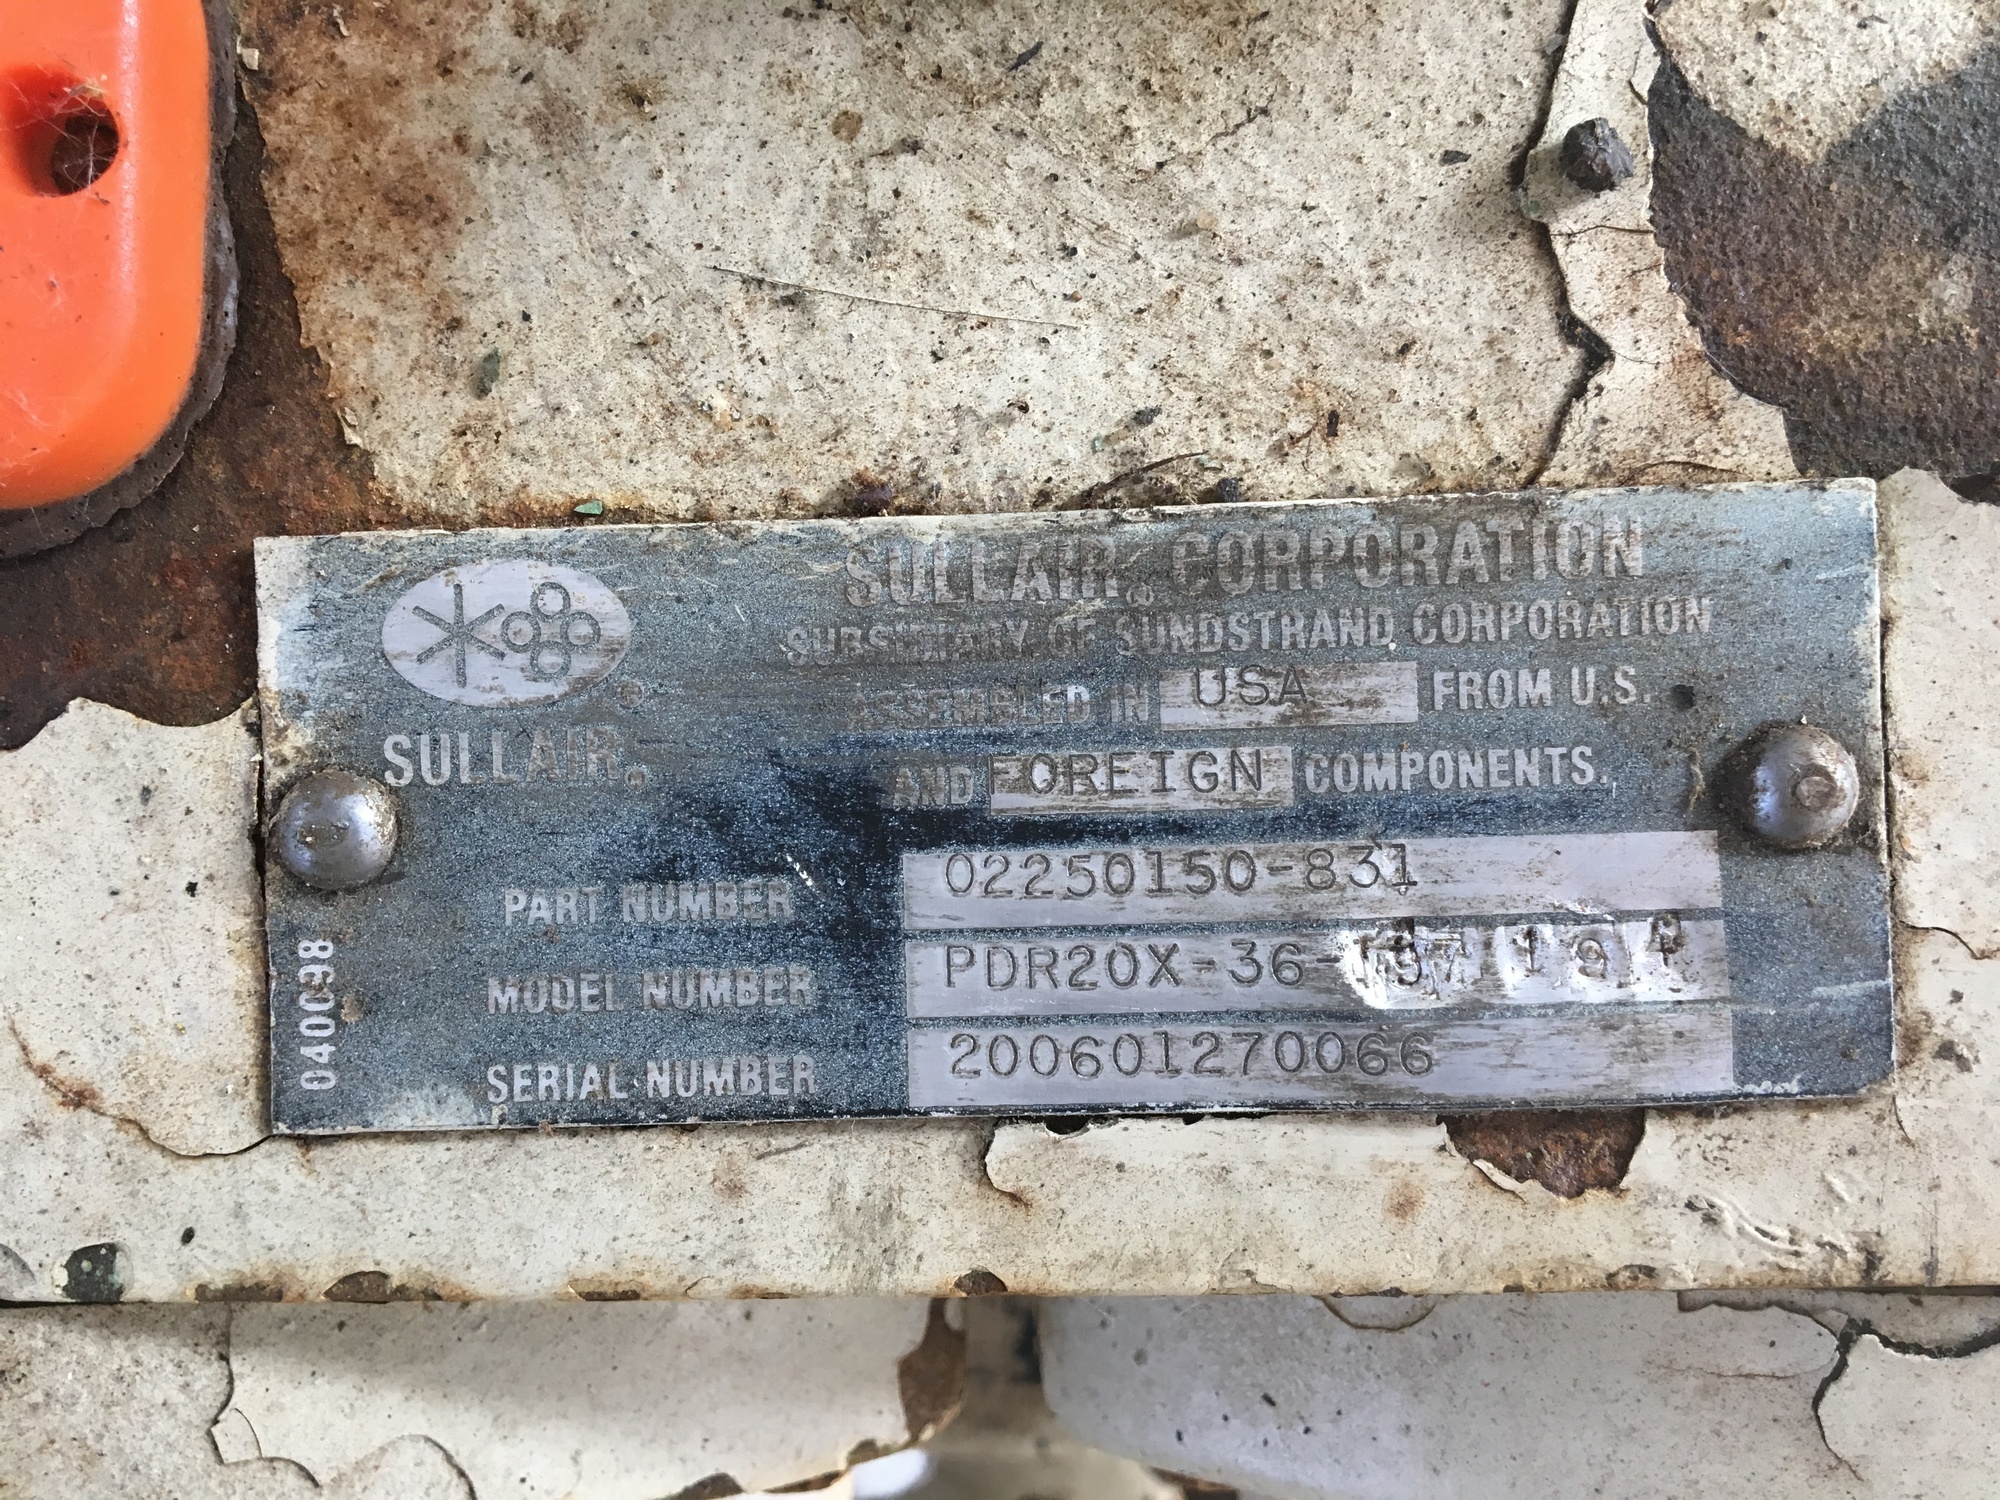 SULLAIR® CORPORATION
SUBSIDIARY OF SUNDSTRAND CORPORATION
ASSEMBLED IN USA FROM U.S.
AND FOREIGN COMPONENTS.
®
SULLAIR®
PART NUMBER 02250150-831
MODEL NUMBER PDR20X-36-
SERIAL NUMBER 200601270066
040098